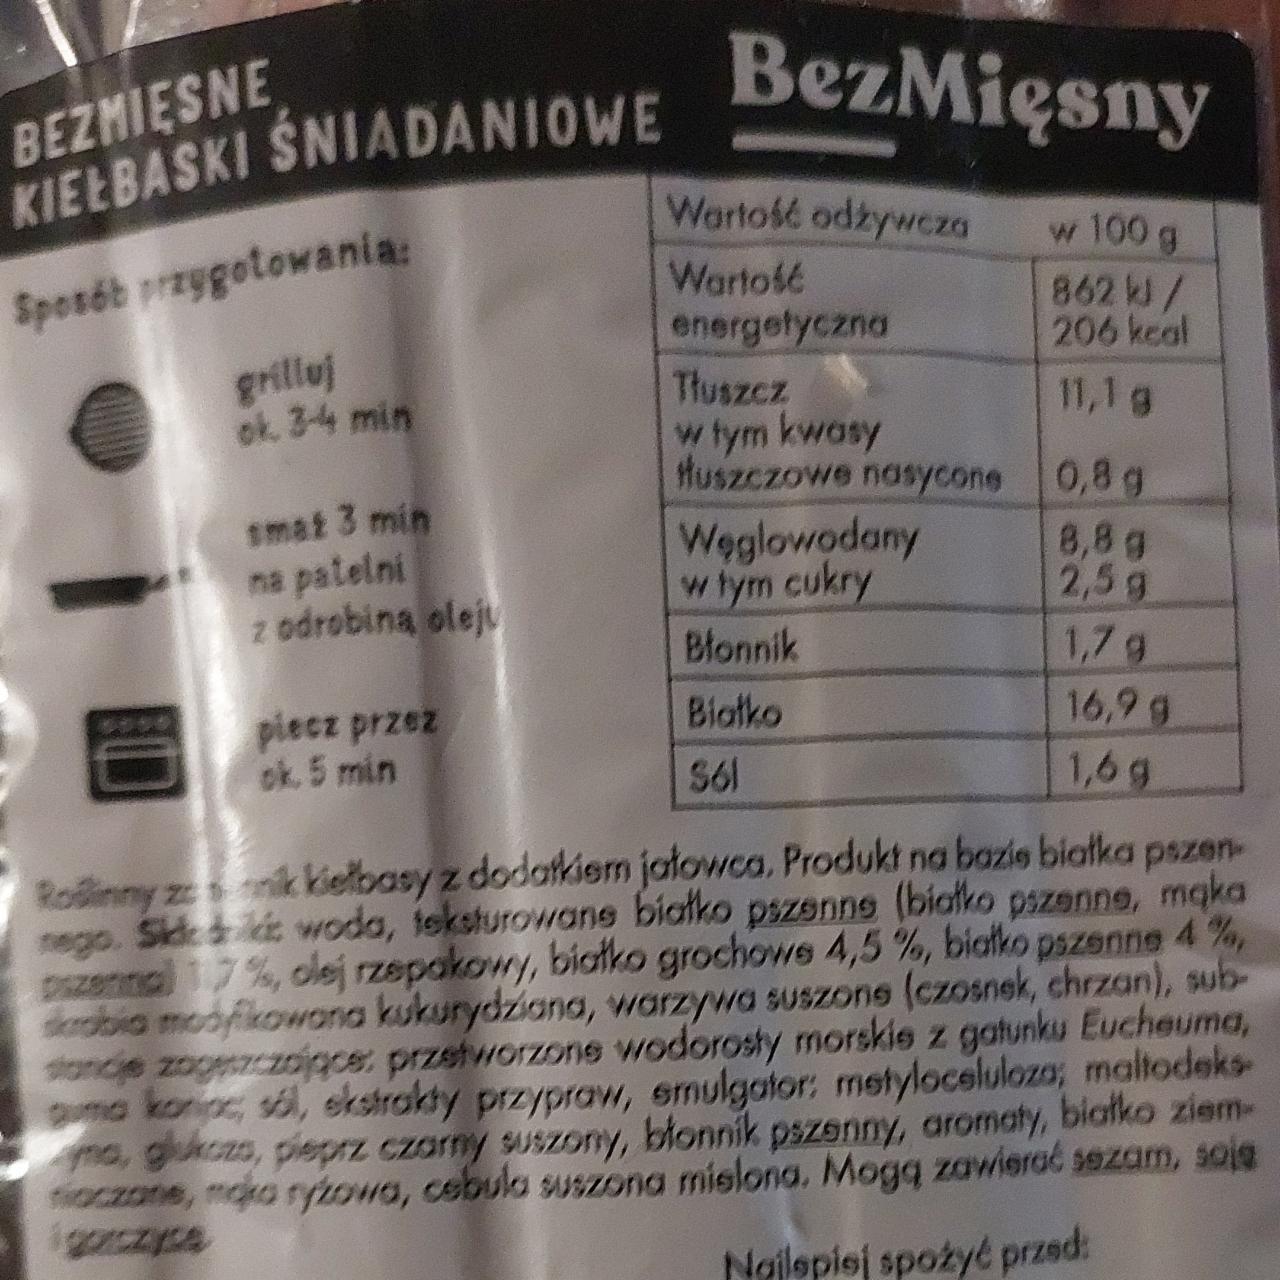 BEZMIĘSNE
KIEŁBASKI ŚNIADANIOWE
BezMięsny
Sposób przygotowania:
grilluj
ok. 3-4 min
smaż 3 min
na patelni
z odrobiną oleju
piecz przez
ok. 5 min
Wartość odżywcza w 100 g
Wartość 862 kJ /
energetyczna 206 kcal
Tłuszcz 11,1 g
w tym kwasy
tłuszczowe nasycone 0,8 g
Węglowodany 8,8 g
w tym cukry 2,5 g
Błonnik 1,7 g
Białko 16,9 g
Sól 1,6 g
Roślinny kiełbasy z dodatkiem jałowca. Produkt na bazie białka pszen-
nego. Składniki: woda, teksturowane białko pszenne (białko pszenne, mąka
pszenna) %, olej rzepakowy, białko grochowe 4,5 %, białko pszenne 4 %,
skrobia modyfikowana kukurydziana, warzywa suszone (czosnek, chrzan), sub-
stancje zagęszczające: przetworzone wodorosty morskie z gatunku Eucheuma,
guma konjac; sól, ekstrakty przypraw, emulgator: metyloceluloza; maltodeks-
tryna, glukoza, pieprz czarny suszony, błonnik pszenny, aromaty, białko ziem-
niaczane, mąka ryżowa, cebula suszona mielona. Mogą zawierać sezam, soję
i gorczycę
Najlepiej spożyć przed: